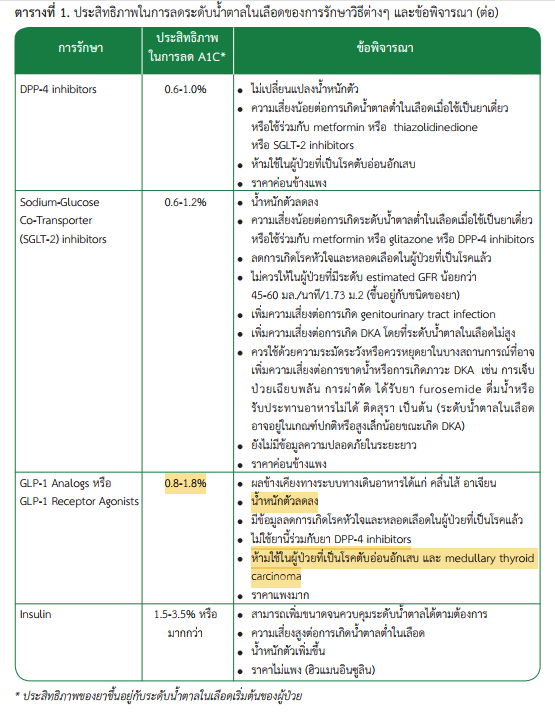 ตารางที่ 1. ประสิทธิภาพในการลดระดับน้ำตาลในเลือดของการรักษาวิธีต่างๆ และข้อพิจารณา (ต่อ)
การรักษา
ประสิทธิภาพ
ในการลด A1C*
ข้อพิจารณา
DPP-4 inhibitors
0.6-1.0%
● ไม่เปลี่ยนแปลงน้ำหนักตัว
● ความเสี่ยงน้อยต่อการเกิดน้ำตาลต่ำในเลือดเมื่อใช้เป็นยาเดี่ยว
หรือใช้ร่วมกับ metformin หรือ thiazolidinedione
หรือ SGLT-2 inhibitors
● ห้ามใช้ในผู้ป่วยที่เป็นโรคตับอ่อนอักเสบ
● ราคาค่อนข้างแพง
Sodium-Glucose
Co-Transporter
(SGLT-2) inhibitors
0.6-1.2%
● น้ำหนักตัวลดลง
● ความเสี่ยงน้อยต่อการเกิดระดับน้ำตาลต่ำในเลือดเมื่อใช้เป็นยาเดี่ยว
หรือใช้ร่วมกับ metformin หรือ glitazone หรือ DPP-4 inhibitors
● ลดการเกิดโรคหัวใจและหลอดเลือดในผู้ป่วยที่เป็นโรคแล้ว
● ไม่ควรให้ในผู้ป่วยที่มีระดับ estimated GFR น้อยกว่า
45-60 มล./นาที/1.73 ม.2 (ขึ้นอยู่กับชนิดของยา)
● เพิ่มความเสี่ยงต่อการเกิด genitourinary tract infection
● เพิ่มความเสี่ยงต่อการเกิด DKA โดยที่ระดับน้ำตาลในเลือดไม่สูง
● ควรใช้ด้วยความระมัดระวังหรือควรหยุดยาในบางสถานการณ์ที่อาจ
เพิ่มความเสี่ยงต่อการขาดน้ำหรือการเกิดภาวะ DKA เช่น การเจ็บ
ป่วยเฉียบพลัน การผ่าตัด ได้รับยา furosemide ดื่มน้ำหรือ
รับประทานอาหารไม่ได้ ติดสุรา เป็นต้น (ระดับน้ำตาลในเลือด
อาจอยู่ในเกณฑ์ปกติหรือสูงเล็กน้อยขณะเกิด DKA)
● ยังไม่มีข้อมูลความปลอดภัยในระยะยาว
● ราคาค่อนข้างแพง
GLP-1 Analogs หรือ
GLP-1 Receptor Agonists
0.8-1.8%
● ผลข้างเคียงทางระบบทางเดินอาหารได้แก่ คลื่นไส้ อาเจียน
● น้ำหนักตัวลดลง
● มีข้อมูลลดการเกิดโรคหัวใจและหลอดเลือดในผู้ป่วยที่เป็นโรคแล้ว
● ไม่ใช้ยานี้ร่วมกับยา DPP-4 inhibitors
● ห้ามใช้ในผู้ป่วยที่เป็นโรคตับอ่อนอักเสบ และ medullary thyroid
carcinoma
● ราคาแพงมาก
Insulin
1.5-3.5% หรือ
มากกว่า
● สามารถเพิ่มขนาดจนควบคุมระดับน้ำตาลได้ตามต้องการ
● ความเสี่ยงสูงต่อการเกิดน้ำตาลต่ำในเลือด
● น้ำหนักตัวเพิ่มขึ้น
● ราคาไม่แพง (ฮิวแมนอินซูลิน)
* ประสิทธิภาพของยาขึ้นอยู่กับระดับน้ำตาลในเลือดเริ่มต้นของผู้ป่วย